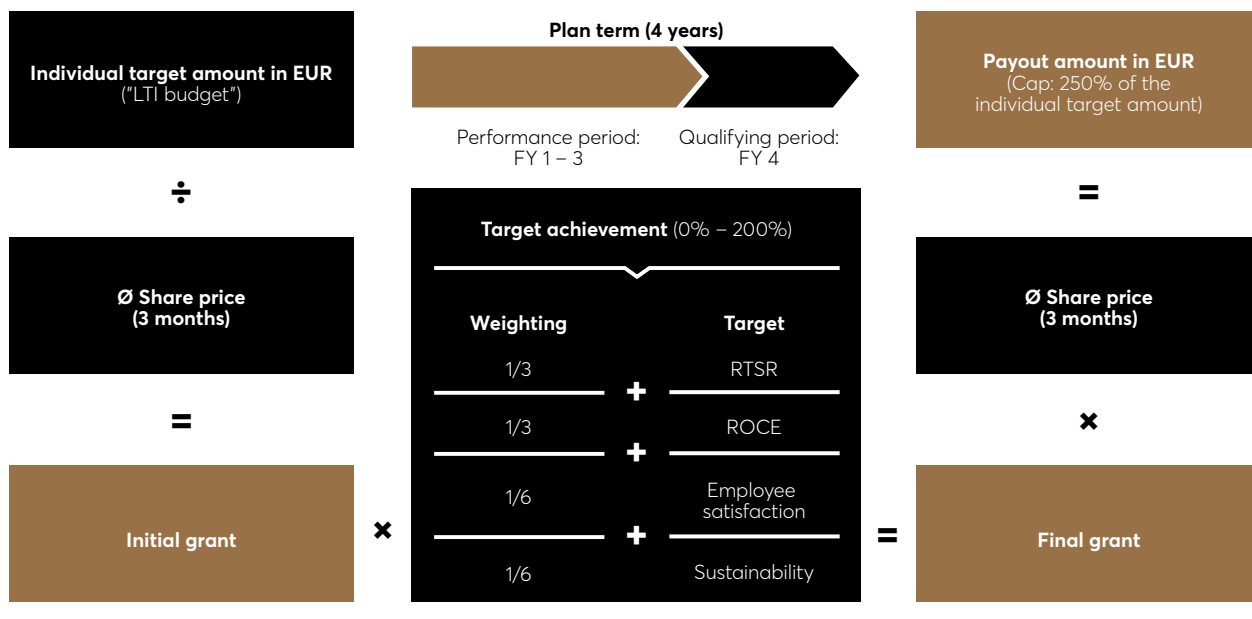 Individual target amount in EUR
("LTI budget")
÷
Ø Share price
(3 months)
=
Initial grant
×
Plan term (4 years)
Performance period:
FY 1 – 3
Qualifying period:
FY 4
Target achievement (0% – 200%)
Weighting
Target
1/3
RTSR
+
1/3
ROCE
+
1/6
Employee
satisfaction
+
1/6
Sustainability
=
Payout amount in EUR
(Cap: 250% of the
individual target amount)
=
Ø Share price
(3 months)
×
Final grant